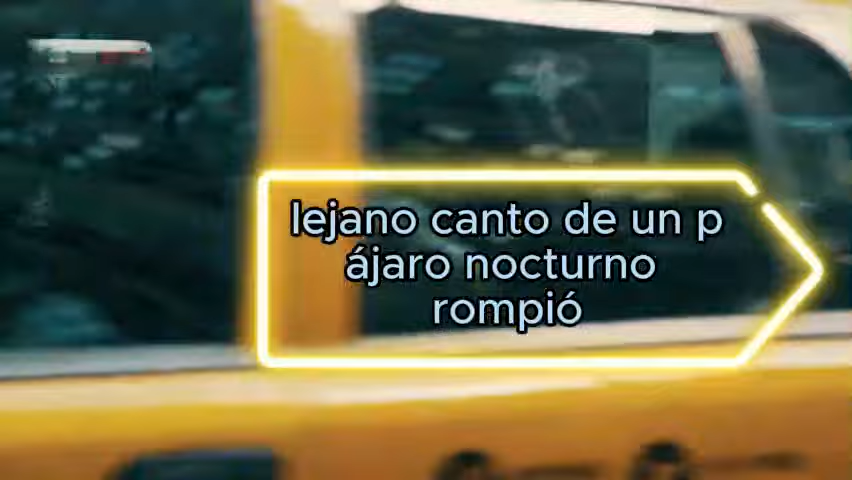 lejano canto de un p
ájaro nocturno
rompió